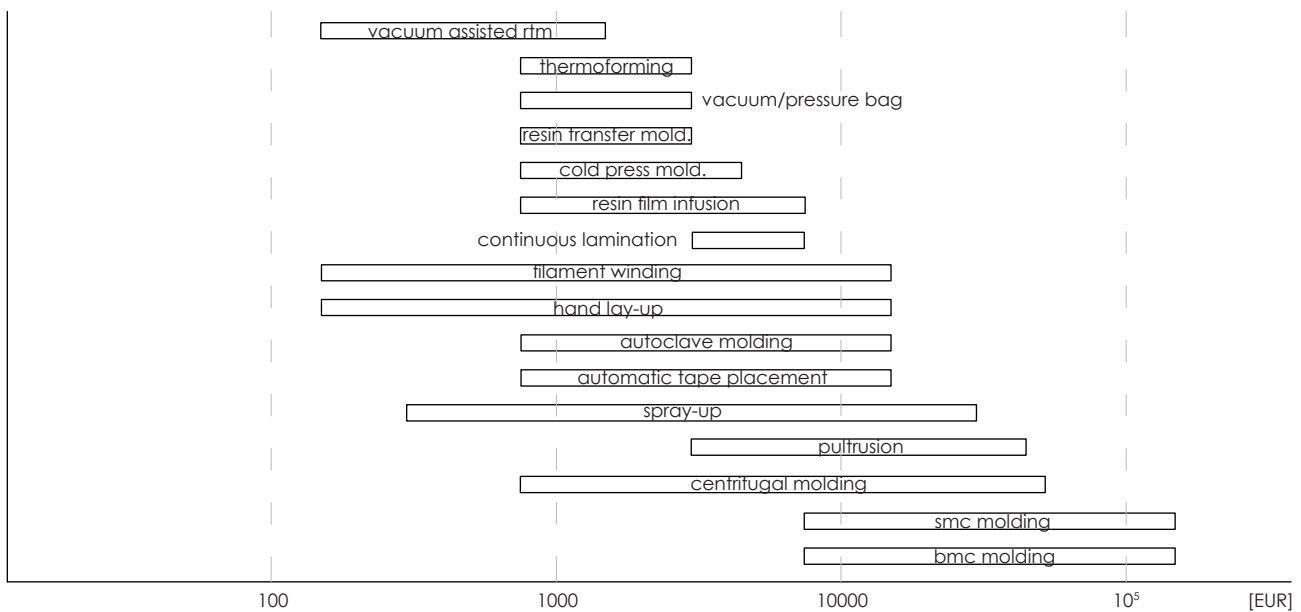 vacuum assisted rtm
thermoforming
vacuum/pressure bag
resin transter mold.
cold press mold.
resin film infusion
continuous lamination
filament winding
hand lay-up
autoclave molding
automatic tape placement
spray-up
pultrusion
centrifugal molding
smc molding
bmc molding
100 1000 10000 10⁵ [EUR]